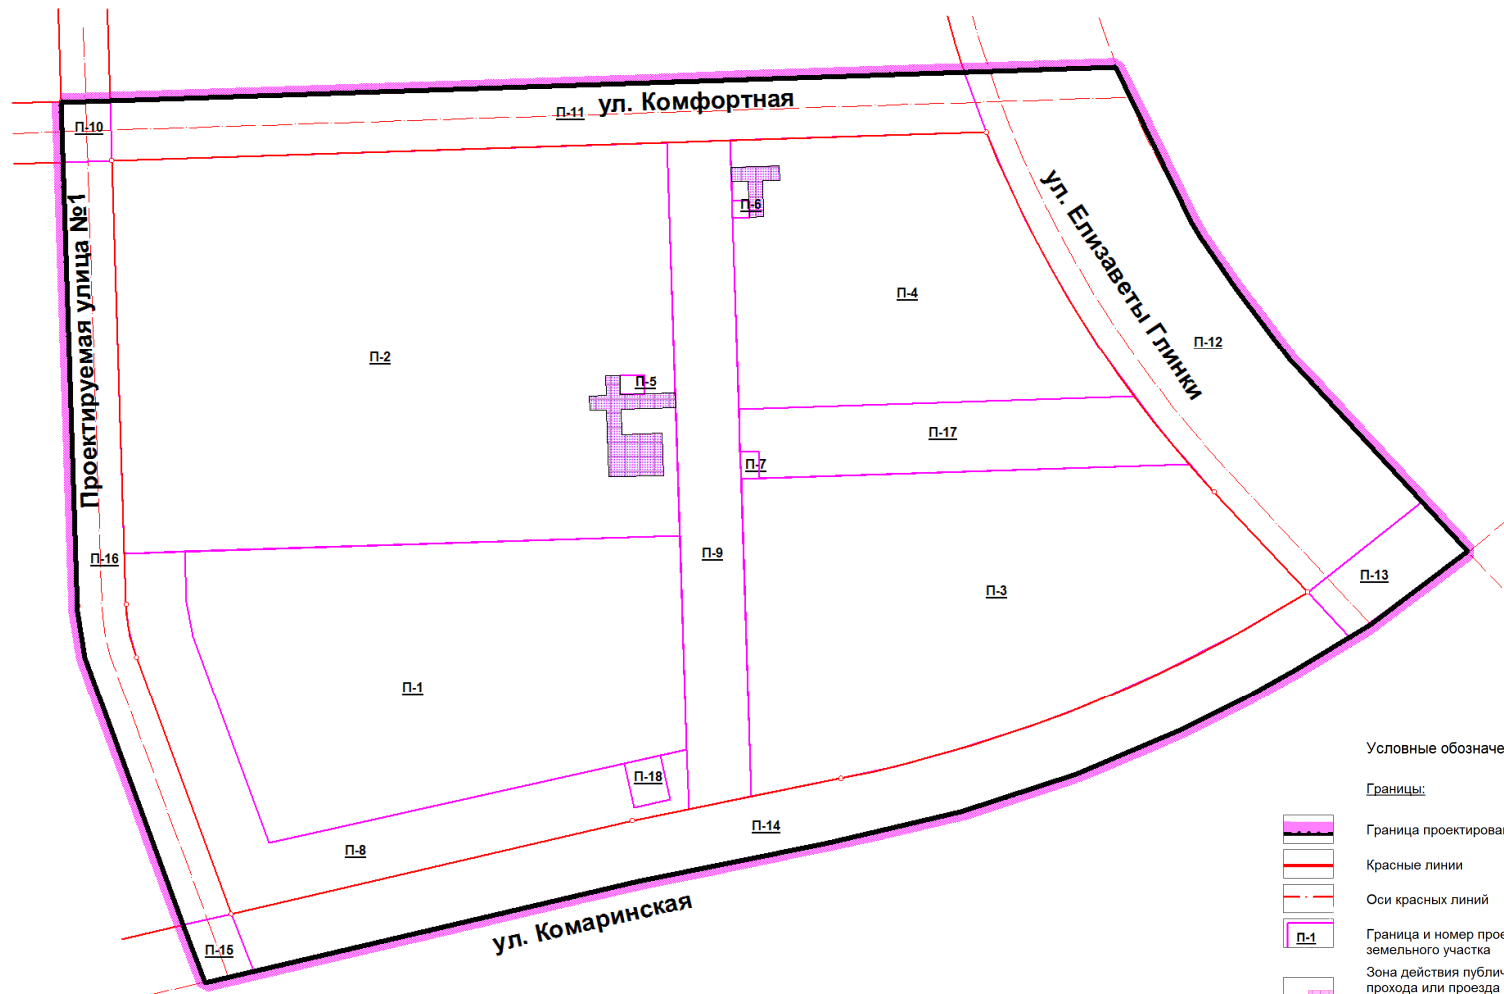 ул. Комфортная
П-11
П-10
Проектируемая улица №1
ул. Елизаветы Глинки
П-6
П-4
П-12
П-2
П-5
П-17
П-7
П-16
П-9
П-13
П-3
П-1
П-18
П-14
П-8
ул. Комаринская
П-15
Условные обозначе
Границы:
Граница проектирова
Красные линии
Оси красных линий
П-1
Граница и номер прое
земельного участка
Зона действия публич
прохода или проезда